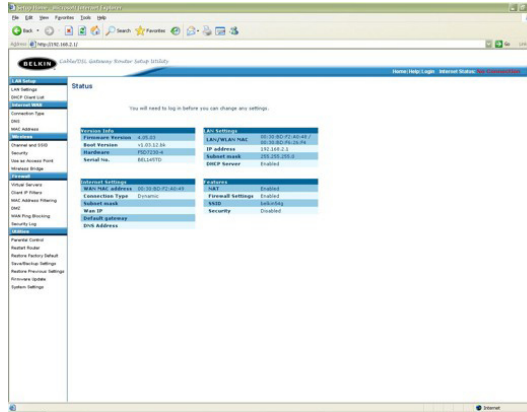 Setup Home - Microsoft Internet Explorer
File Edit View Favorites Tools Help
Back Search Favorites
Address http://192.168.2.1/ Go
BELKIN Cable/DSL Gateway Router Setup Utility
Home|Help|Login Internet Status: No Connection
LAN Setup
LAN Settings
DHCP Client List
Internet WAN
Connection Type
DNS
MAC Address
Wireless
Channel and SSID
Security
Use as Access Point
Wireless Bridge
Firewall
Virtual Servers
Client IP Filters
MAC Address Filtering
DMZ
WAN Ping Blocking
Security Log
Utilities
Parental Control
Restart Router
Restore Factory Default
Save/Backup Settings
Restore Previous Settings
Firmware Update
System Settings
Status
You will need to log in before you can change any settings.
Version Info
Firmware Version 4.05.03
Boot Version
Hardware F5D7230-4
Serial No.
LAN Settings
LAN/WLAN MAC
IP address 192.168.2.1
Subnet mask 255.255.255.0
DHCP Server Enabled
Internet Settings
WAN MAC address
Connection Type Dynamic
Subnet mask
Wan IP
Default gateway
DNS Address
Features
NAT Enabled
Firewall Settings Enabled
SSID belkin54g
Security Disabled
Internet